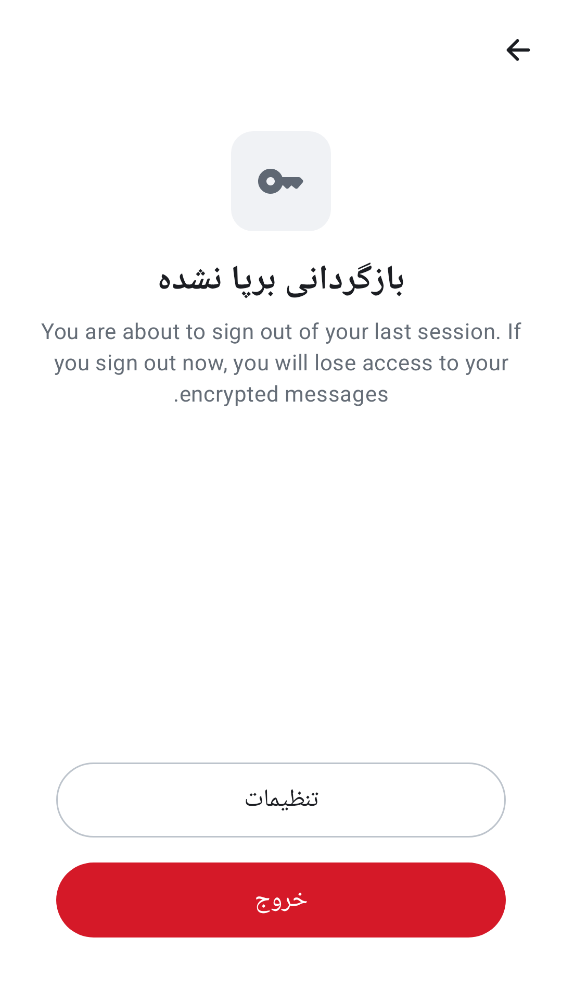 بازگردانی برپا نشده
You are about to sign out of your last session. If
you sign out now, you will lose access to your
encrypted messages.
تنظیمات
خروج